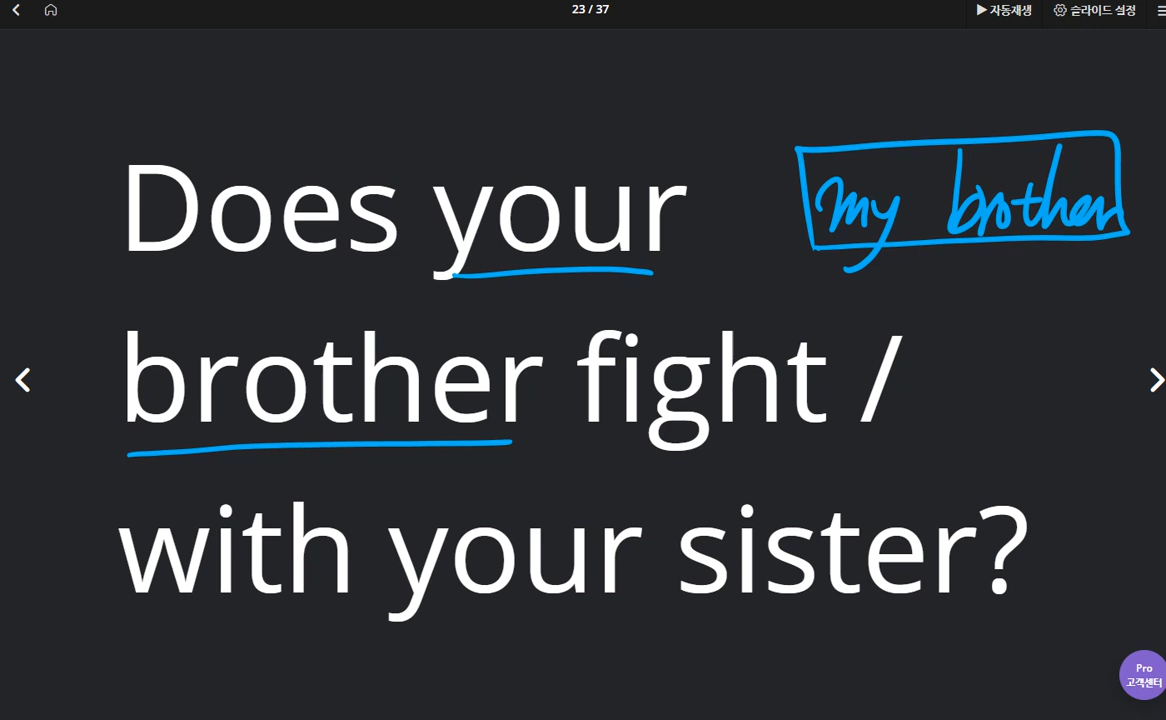 23 / 37
▶ 자동재생 슬라이드 설정
Does your
my brother
brother fight /
with your sister?
Pro
고객센터